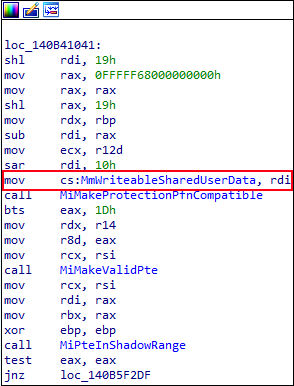 loc_140B41041:
shl rdi, 19h
mov rax, 0FFFFF68000000000h
mov rax, rax
shl rax, 19h
mov rdx, rbp
sub rdi, rax
mov ecx, r12d
sar rdi, 10h
mov cs:MmWriteableSharedUserData, rdi
call MiMakeProtectionPfnCompatible
bts eax, 1Dh
mov rdx, r14
mov r8d, eax
mov rcx, rsi
call MiMakeValidPte
mov rcx, rsi
mov rdi, rax
mov rbx, rax
xor ebp, ebp
call MiPteInShadowRange
test eax, eax
jnz loc_140B5F2DF